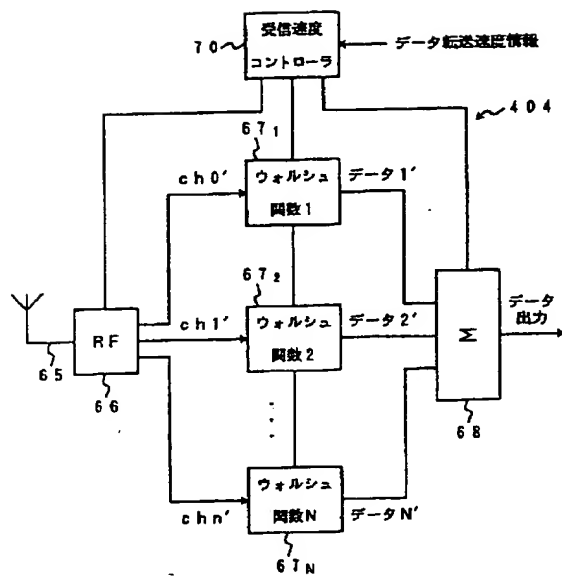 70
受信速度
コントローラ
データ転送速度情報
404
67₁
ch0'
ウォルシュ
関数1
データ1'
67₂
ch1'
ウォルシュ
関数2
データ2'
RF
65
66
M
データ
出力
68
chn'
ウォルシュ
関数N
データN'
67N